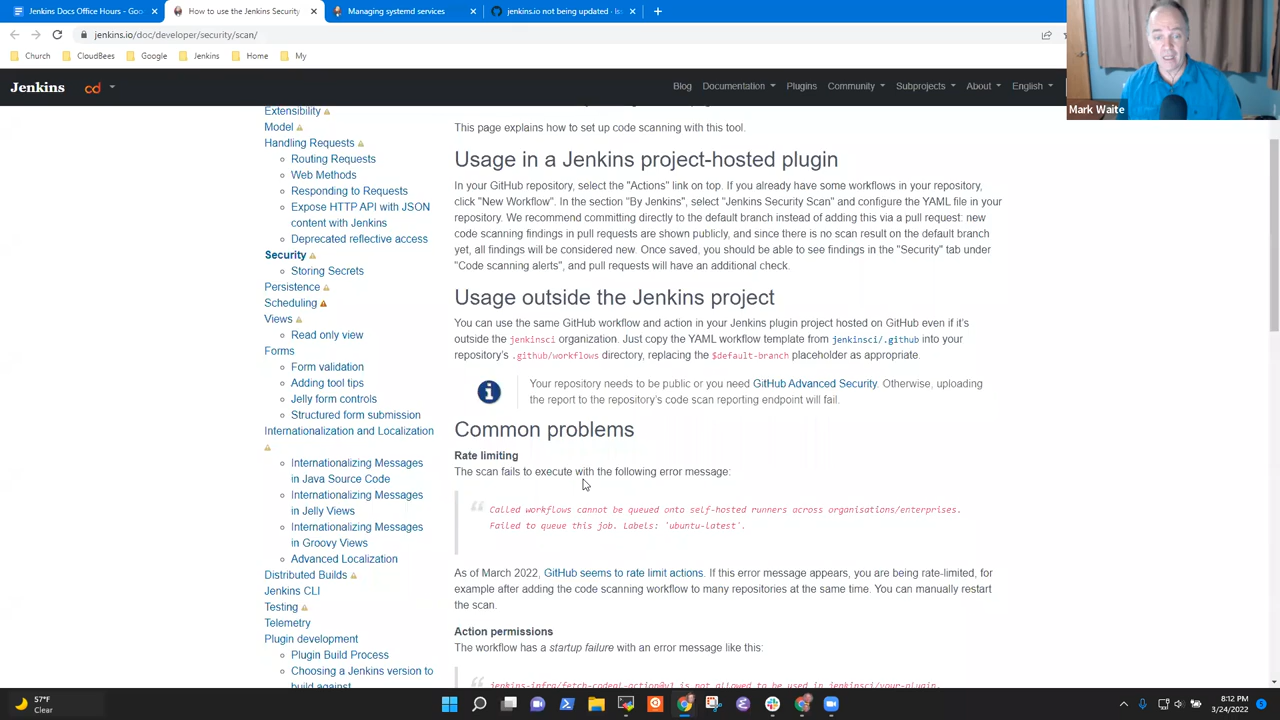 Jenkins Docs Office Hours - Goo
How to use the Jenkins Security
Managing systemd services
jenkins.io not being updated · Iss
jenkins.io/doc/developer/security/scan/
Church
CloudBees
Google
Jenkins
Home
My
Mark Waite
Jenkins
cd
Blog
Documentation
Plugins
Community
Subprojects
About
English
Extensibility
Model
Handling Requests
Routing Requests
Web Methods
Responding to Requests
Expose HTTP API with JSON
content with Jenkins
Deprecated reflective access
Security
Storing Secrets
Persistence
Scheduling
Views
Read only view
Forms
Form validation
Adding tool tips
Jelly form controls
Structured form submission
Internationalization and Localization
Internationalizing Messages
in Java Source Code
Internationalizing Messages
in Jelly Views
Internationalizing Messages
in Groovy Views
Advanced Localization
Distributed Builds
Jenkins CLI
Testing
Telemetry
Plugin development
Plugin Build Process
Choosing a Jenkins version to
build against
This page explains how to set up code scanning with this tool.
Usage in a Jenkins project-hosted plugin
In your GitHub repository, select the "Actions" link on top. If you already have some workflows in your repository,
click "New Workflow". In the section "By Jenkins", select "Jenkins Security Scan" and configure the YAML file in your
repository. We recommend committing directly to the default branch instead of adding this via a pull request: new
code scanning findings in pull requests are shown publicly, and since there is no scan result on the default branch
yet, all findings will be considered new. Once saved, you should be able to see findings in the "Security" tab under
"Code scanning alerts", and pull requests will have an additional check.
Usage outside the Jenkins project
You can use the same GitHub workflow and action in your Jenkins plugin project hosted on GitHub even if it's
outside the jenkinsci organization. Just copy the YAML workflow template from jenkinsci/.github into your
repository's .github/workflows directory, replacing the $default-branch placeholder as appropriate.
Your repository needs to be public or you need GitHub Advanced Security. Otherwise, uploading
the report to the repository's code scan reporting endpoint will fail.
Common problems
Rate limiting
The scan fails to execute with the following error message:
Called workflows cannot be queued onto self-hosted runners across organisations/enterprises.
Failed to queue this job. Labels: 'ubuntu-latest'.
As of March 2022, GitHub seems to rate limit actions. If this error message appears, you are being rate-limited, for
example after adding the code scanning workflow to many repositories at the same time. You can manually restart
the scan.
Action permissions
The workflow has a startup failure with an error message like this:
jenkins-infra/fetch-codeql-action@v1 is not allowed to be used in jenkinsci/your-plugin.
57°F
Clear
8:12 PM
3/24/2022